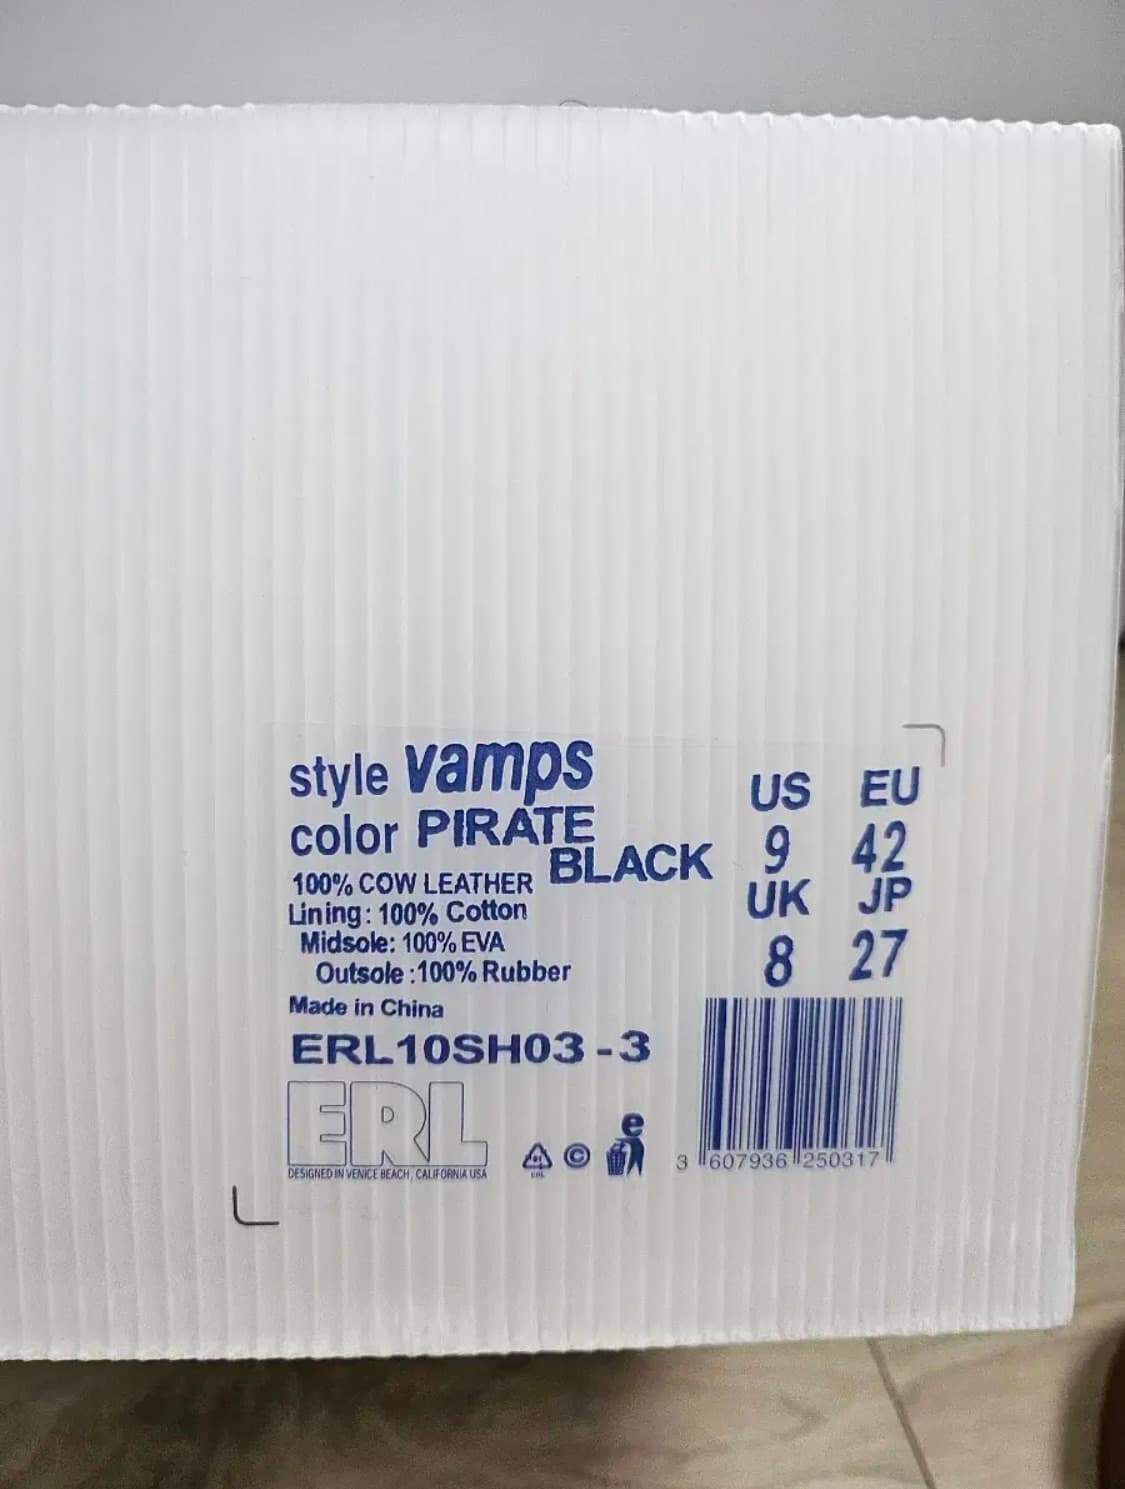 style vamps
color PIRATE
BLACK
100% COW LEATHER
Lining: 100% Cotton
Midsole: 100% EVA
Outsole :100% Rubber
Made in China
ERL10SH03-3
ERL
DESIGNED IN VENICE BEACH, CALIFORNIA USA
©
e
US EU
9 42
UK JP
8 27
3 607936 250317